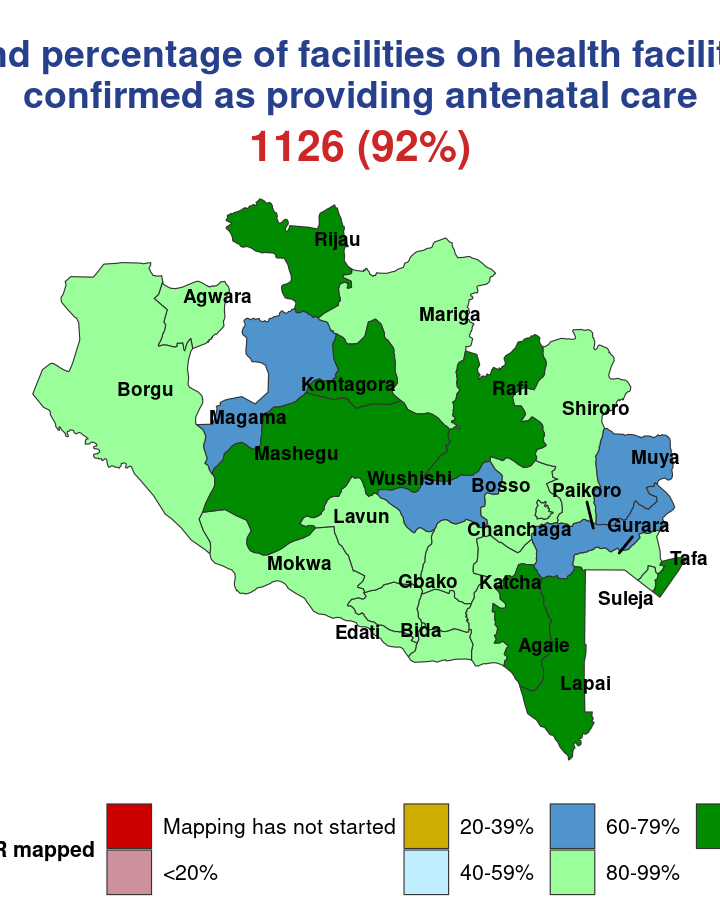 percentage of facilities on health
confirmed as providing antenatal care
1126 (92%)
Rijau
Agwara
Mariga
Borgu
Kontagora
Rafi
Shiroro
Magama
Mashegu
Muya
Wushishi
Bosso
Paikoro
Lavun
Chanchaga
Gurara
Mokwa
Tafa
Gbako
Katcha
Suleja
Edati
Bida
Agaie
Lapai
mapped
Mapping has not started
20-39%
60-79%
<20%
40-59%
80-99%